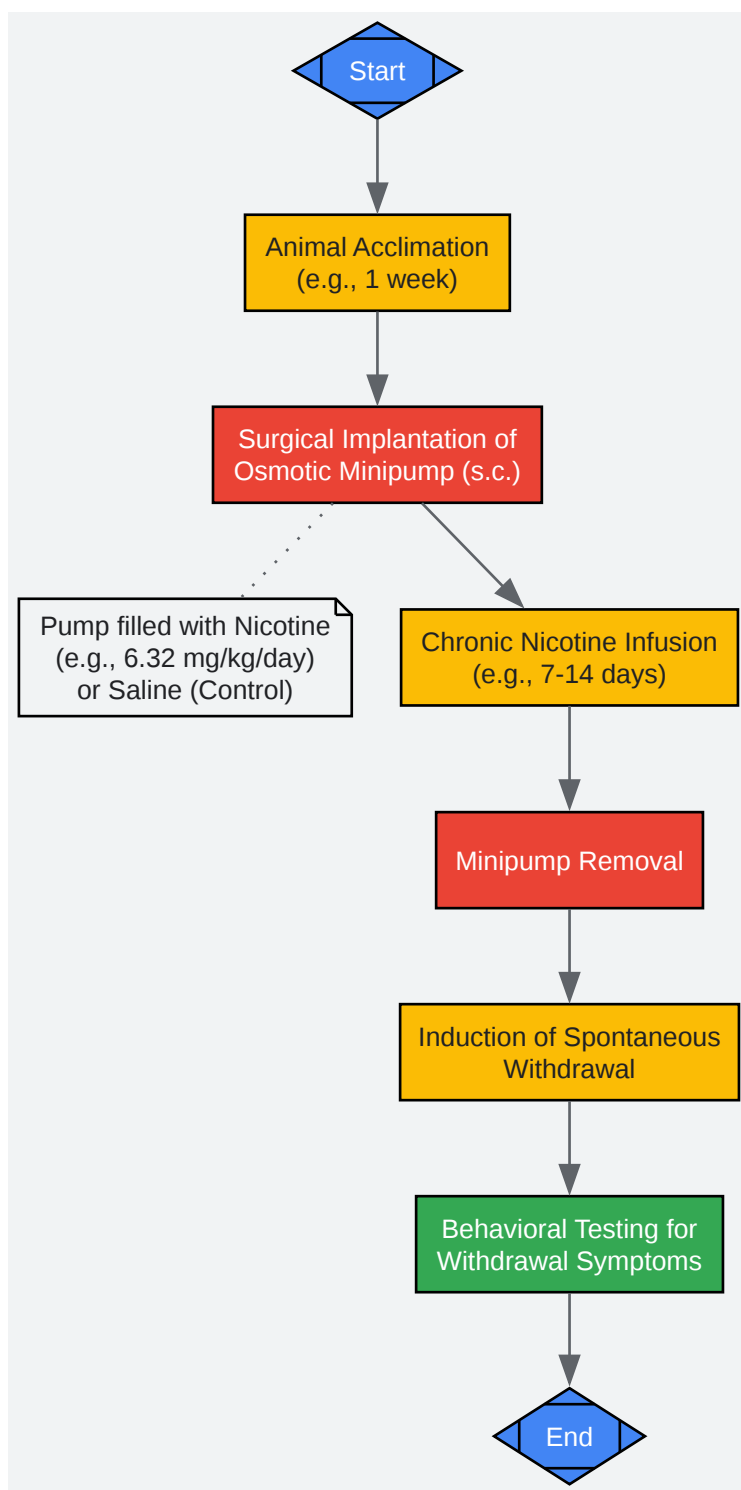 Start
Animal Acclimation
(e.g., 1 week)
Surgical Implantation of
Osmotic Minipump (s.c.)
Pump filled with Nicotine
(e.g., 6.32 mg/kg/day)
or Saline (Control)
Chronic Nicotine Infusion
(e.g., 7-14 days)
Minipump Removal
Induction of Spontaneous
Withdrawal
Behavioral Testing for
Withdrawal Symptoms
End